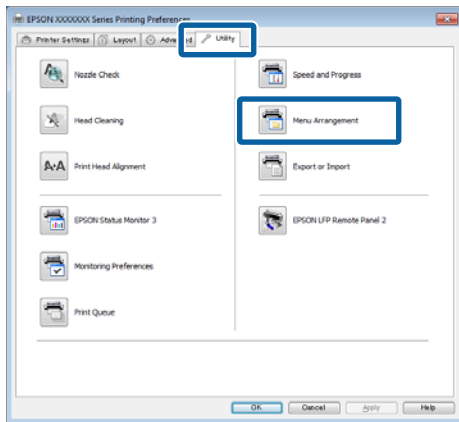 EPSON XXXXXXX Series Printing Preferences
Printer Settings Layout Advanced Utility
Nozzle Check
Speed and Progress
Head Cleaning
Menu Arrangement
Print Head Alignment
Export or Import
EPSON Status Monitor 3
EPSON LFP Remote Panel 2
Monitoring Preferences
Print Queue
OK Cancel Apply Help